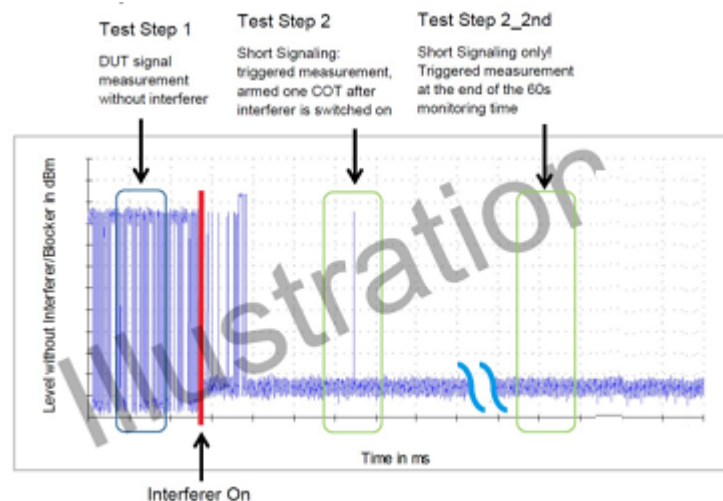 Test Step 1
DUT signal
measurement
without interferer
Test Step 2
Short Signaling:
triggered measurement,
armed one COT after
interferer is switched on
Test Step 2_2nd
Short Signaling only!
Triggered measurement
at the end of the 60s
monitoring time
Level without Interferer/Blocker in dBm
Illustration
Time in ms
Interferer On